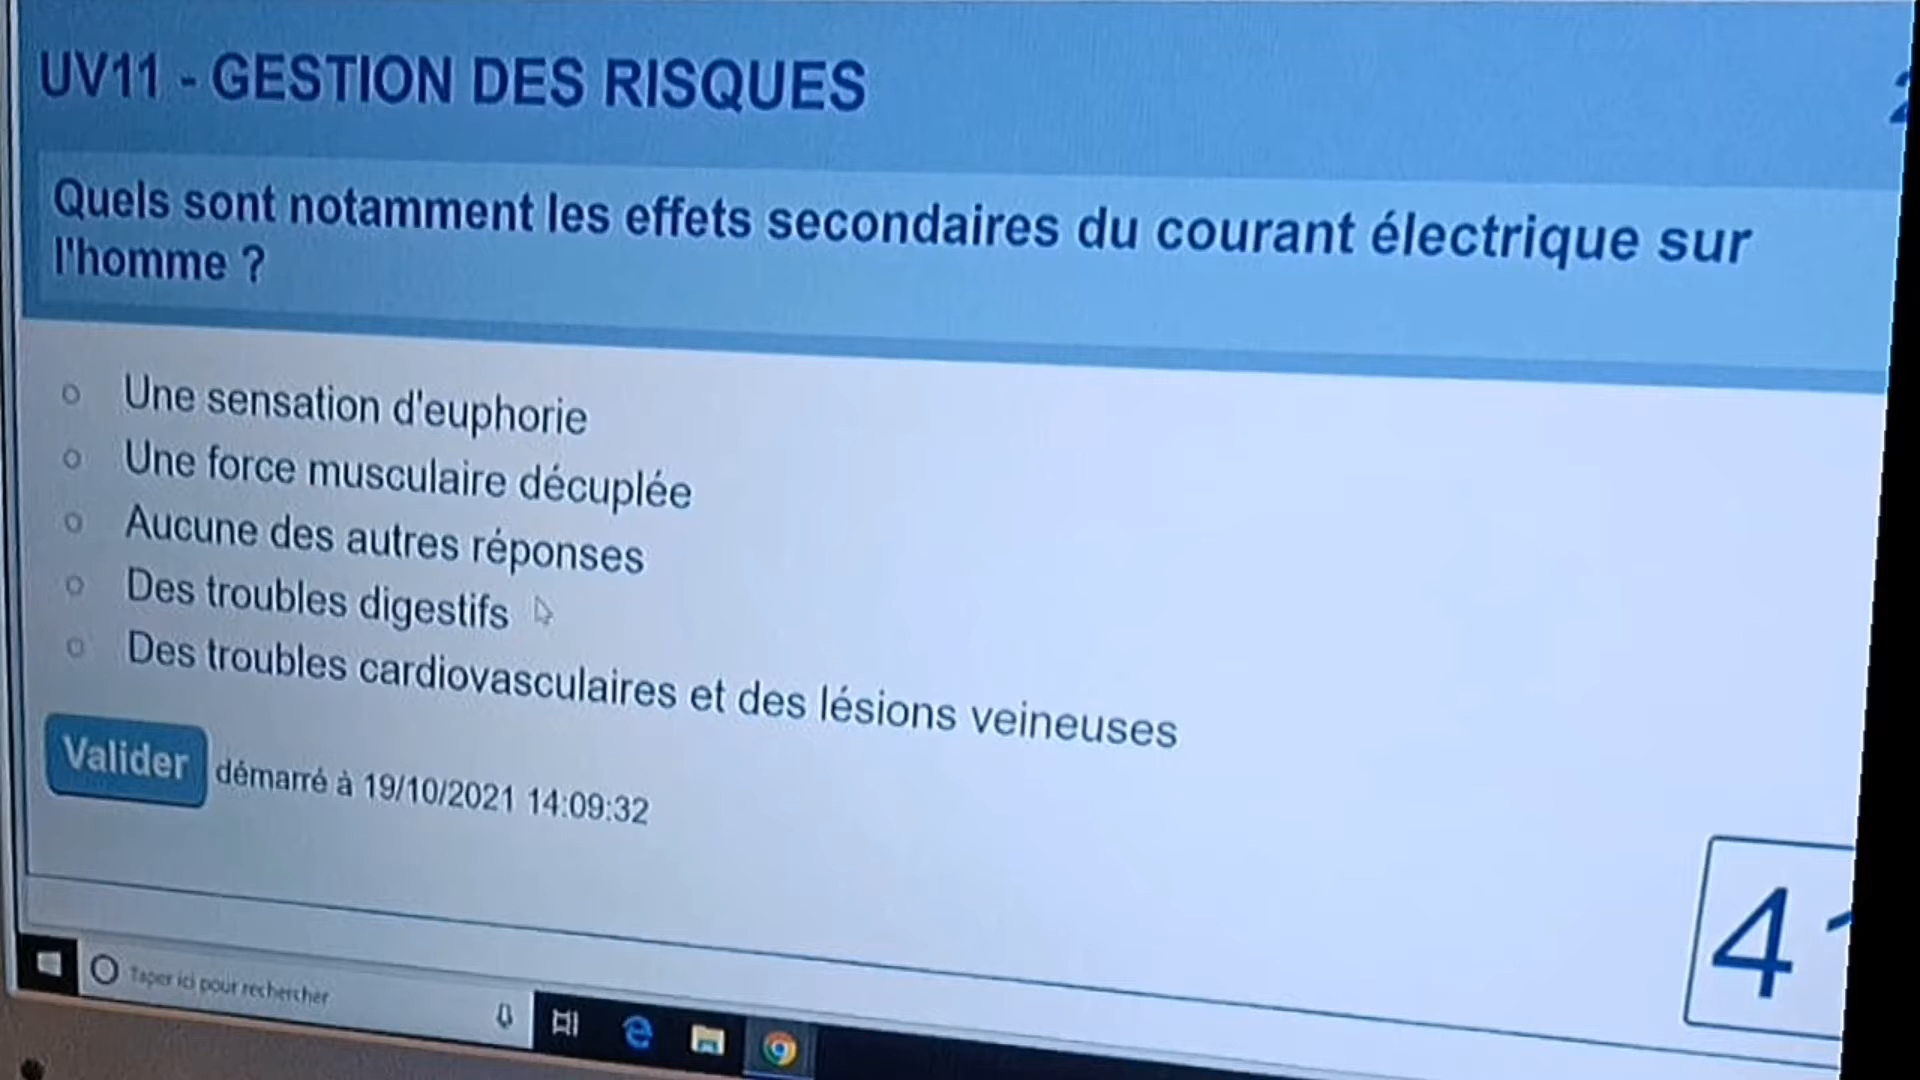 UV11 - GESTION DES RISQUES
Quels sont notamment les effets secondaires du courant électrique sur
l'homme ?
Une sensation d'euphorie
Une force musculaire décuplée
Aucune des autres réponses
Des troubles digestifs
Des troubles cardiovasculaires et des lésions veineuses
Valider démarré à 19/10/2021 14:09:32
4
Taper ici pour rechercher